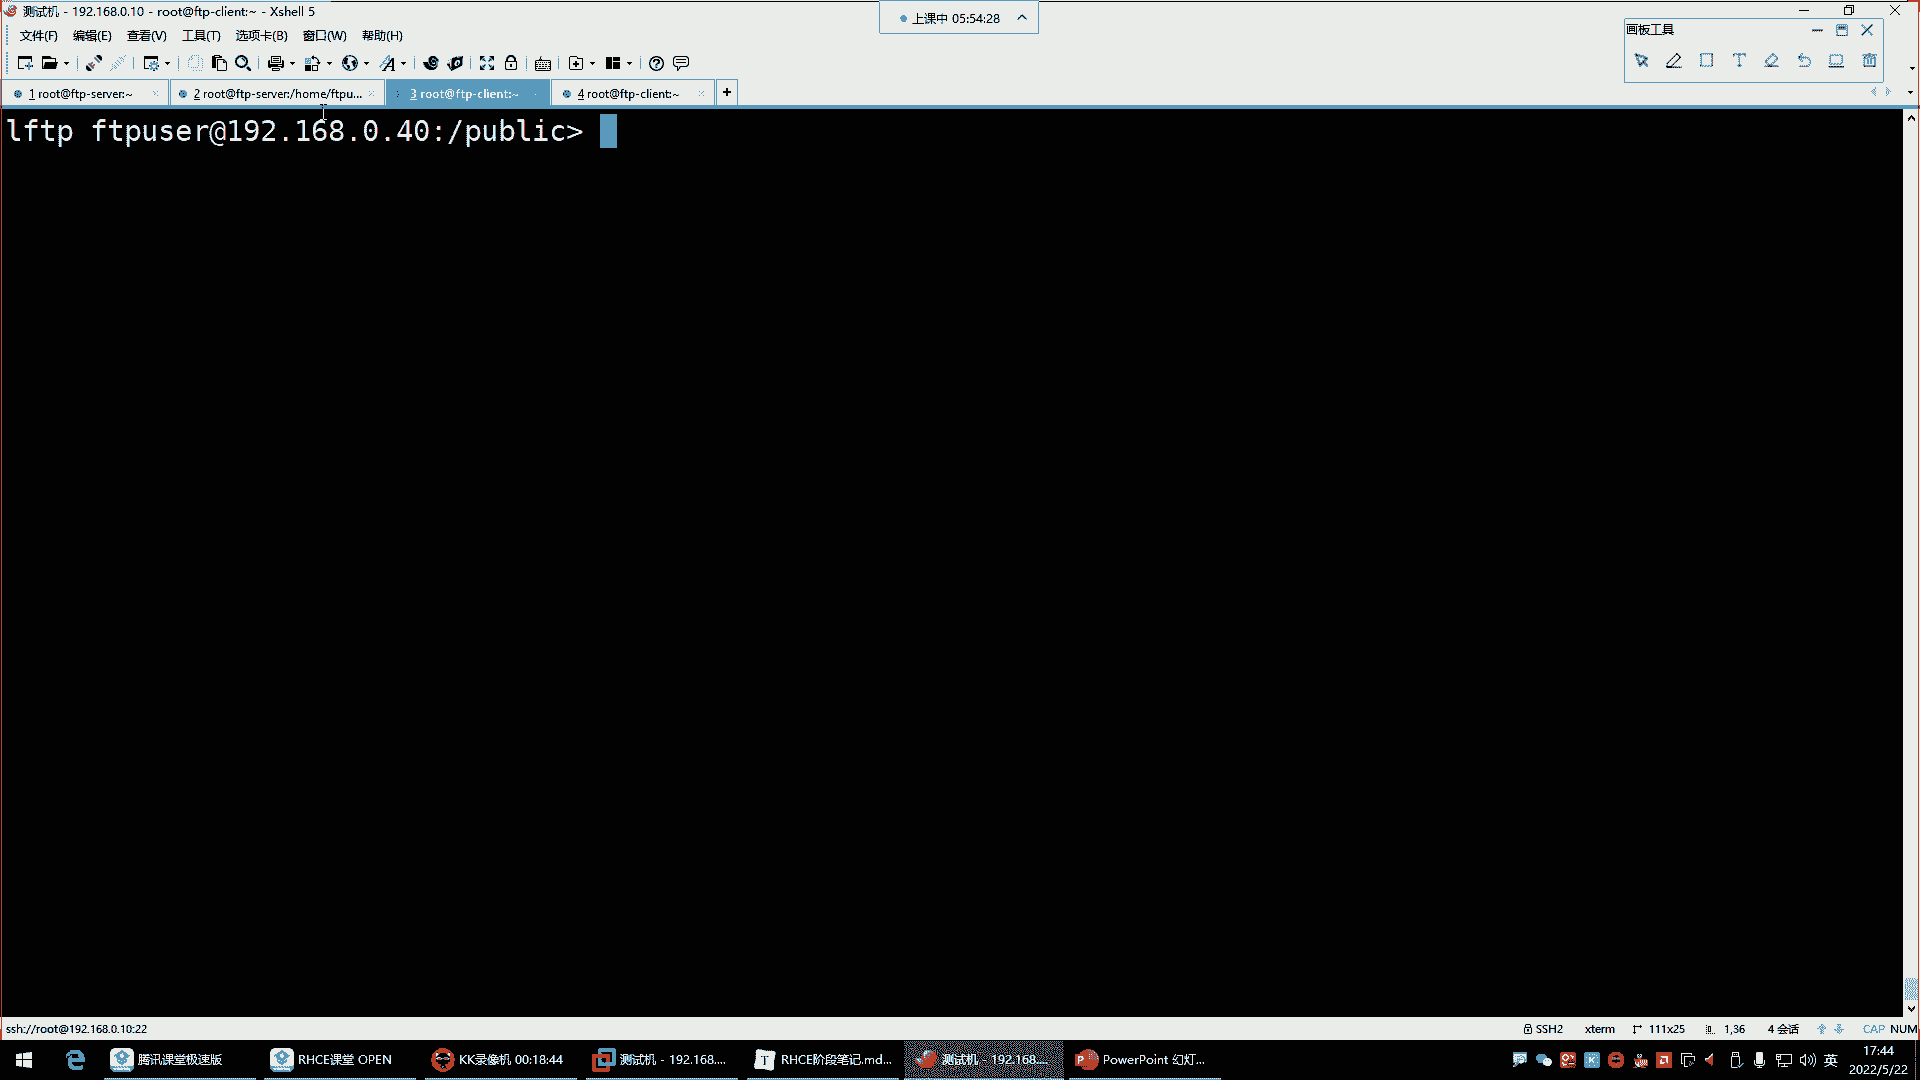 测试机 - 192.168.0.10 - root@ftp-client:~ - Xshell 5
上课中 05:54:28
画板工具
文件(F) 编辑(E) 查看(V) 工具(T) 选项卡(B) 窗口(W) 帮助(H)
1 root@ftp-server:~
2 root@ftp-server:/home/ftpu...
3 root@ftp-client:~
4 root@ftp-client:~
lftp ftpuser@192.168.0.40:/public>
ssh://root@192.168.0.10:22
SSH2 xterm 111x25 1,36 4 会话 CAP NUM
腾讯课堂极速版
RHCE课堂 OPEN
KK录像机 00:18:44
测试机 - 192.168....
RHCE阶段笔记.md...
测试机 - 192.168....
PowerPoint 幻灯...
英
17:44
2022/5/22